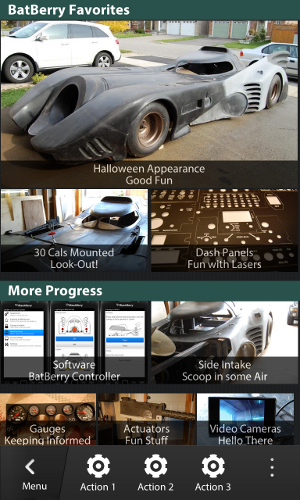 BatBerry Favorites
Halloween Appearance
Good Fun
30 Cals Mounted
Look-Out!
Dash Panels
Fun with Lasers
More Progress
Software
BatBerry Controller
Side Intake
Scoop in some Air
Gauges
Keeping Informed
Actuators
Fun Stuff
Video Cameras
Hello There
Menu
Action 1
Action 2
Action 3